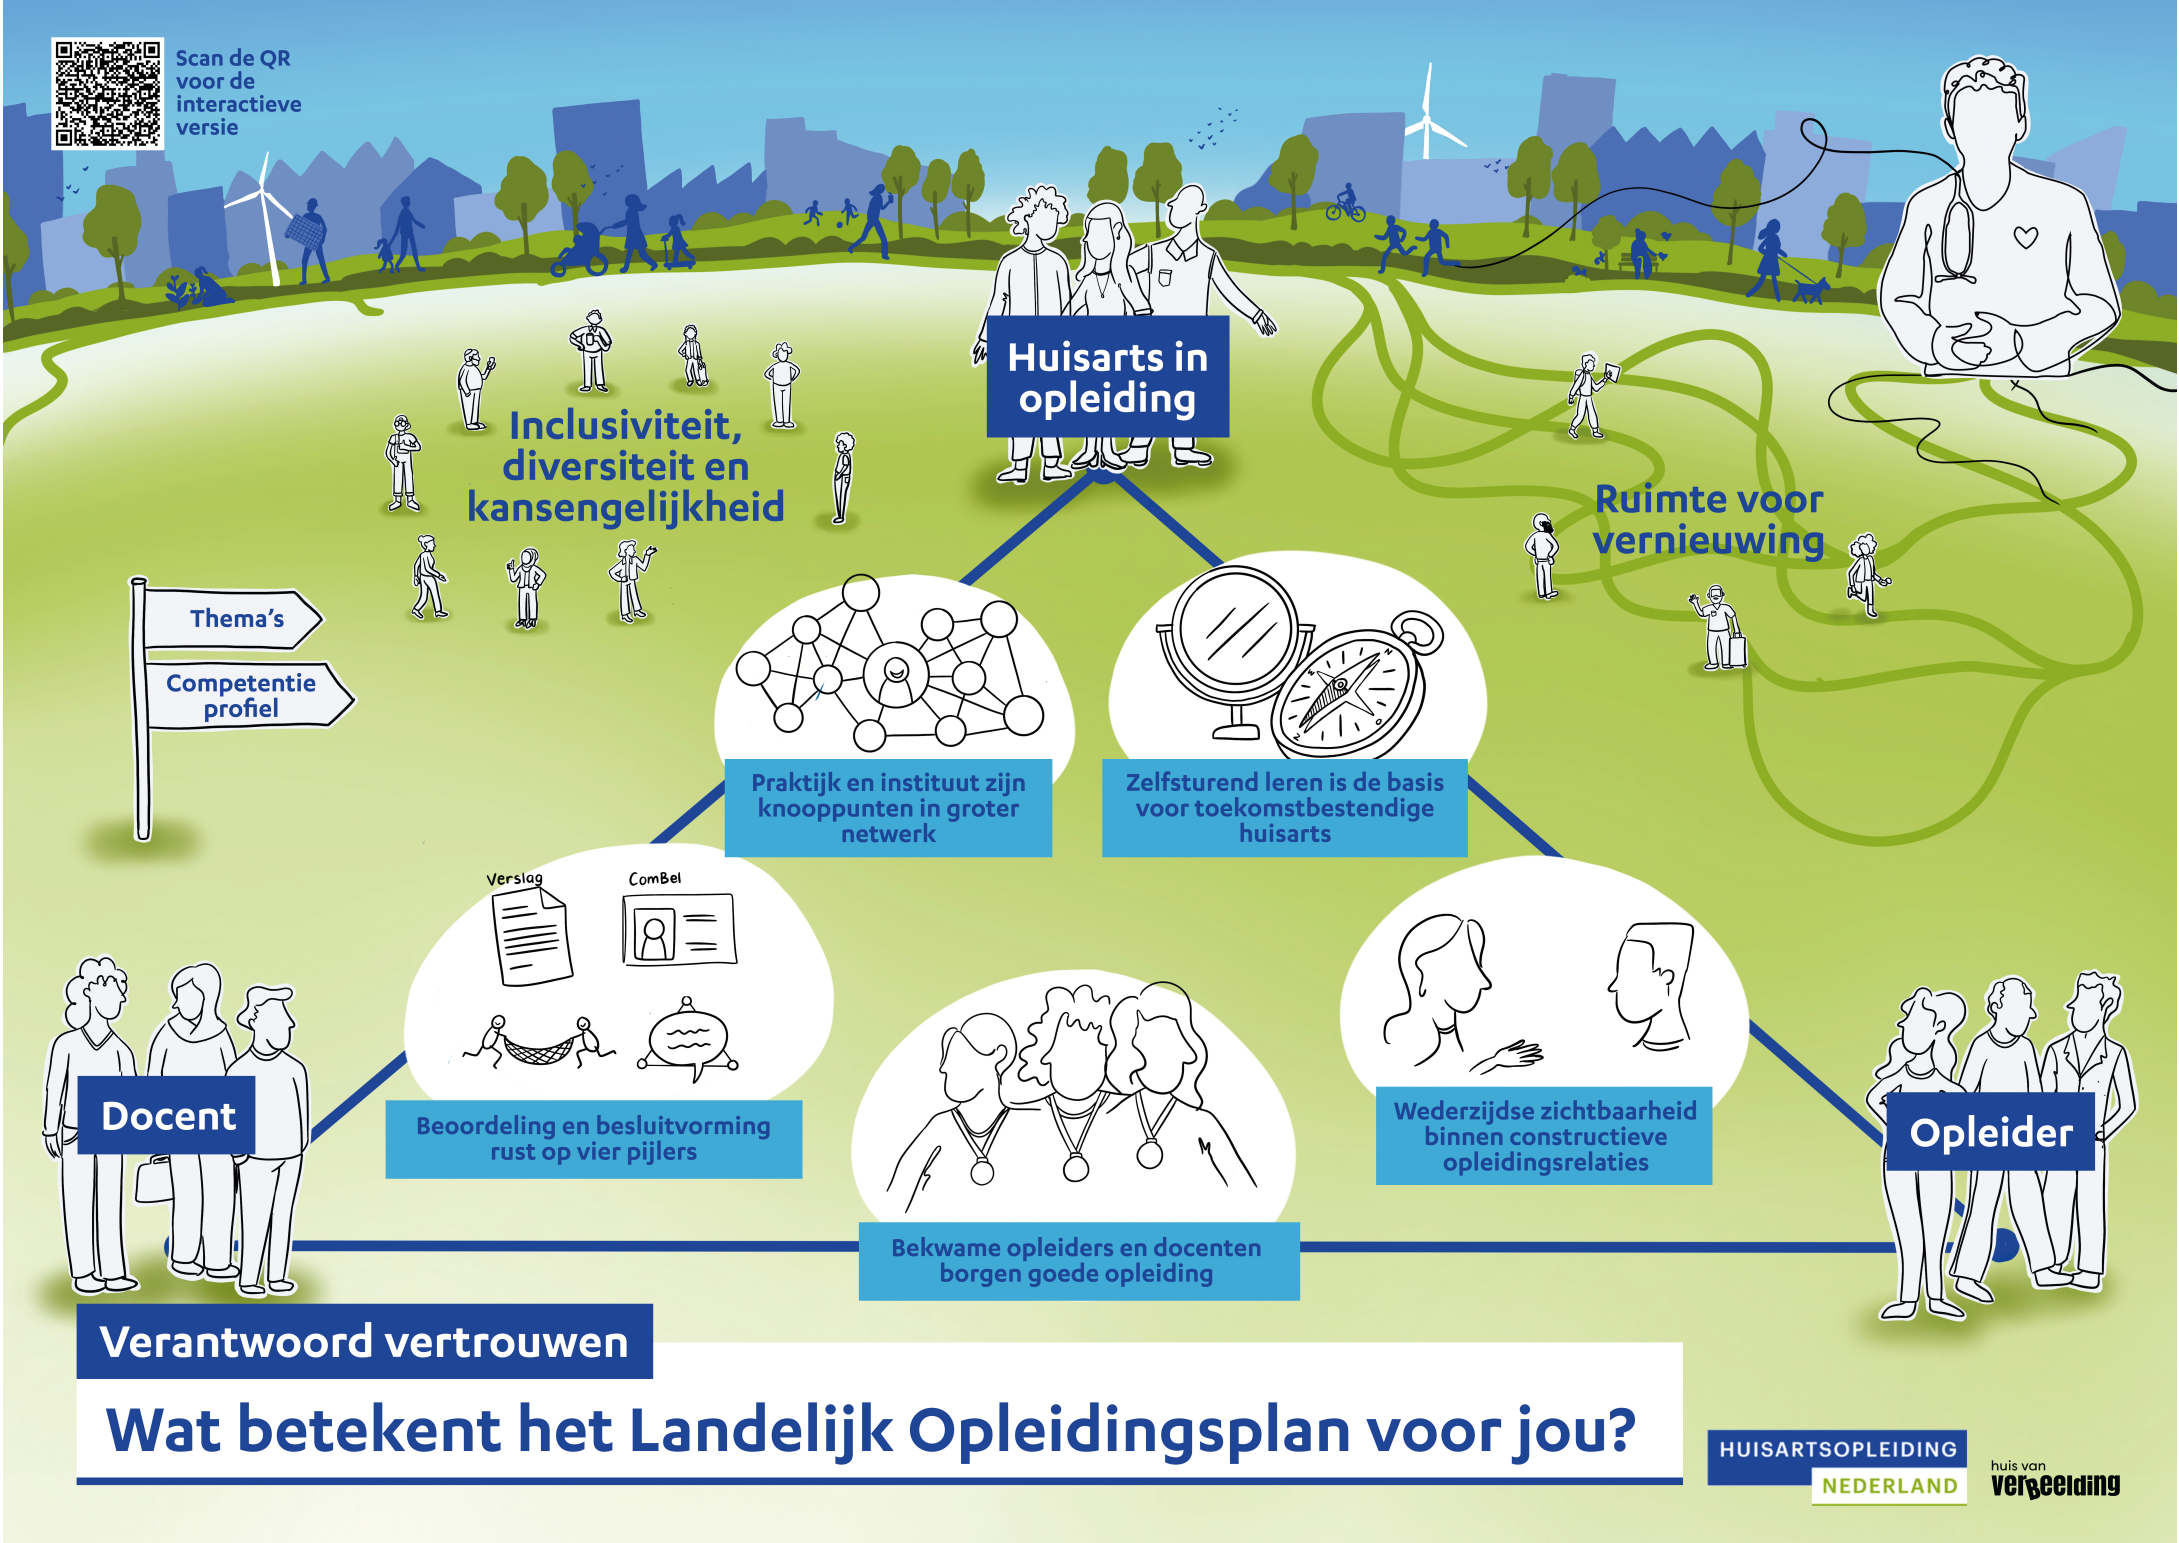 Scan de QR
voor de
interactieve
versie
Huisarts in
opleiding
Inclusiviteit,
diversiteit en
kansengelijkheid
Ruimte voor
vernieuwing
Thema's
Competentie
profiel
Praktijk en instituut zijn
knooppunten in groter
netwerk
Zelfsturend leren is de basis
voor toekomstbestendige
huisarts
Verslag
ComBel
Beoordeling en besluitvorming
rust op vier pijlers
Wederzijdse zichtbaarheid
binnen constructieve
opleidingsrelaties
Docent
Opleider
Bekwame opleiders en docenten
borgen goede opleiding
Verantwoord vertrouwen
Wat betekent het Landelijk Opleidingsplan voor jou?
HUISARTSOPLEIDING
NEDERLAND
huis van
verbeelding